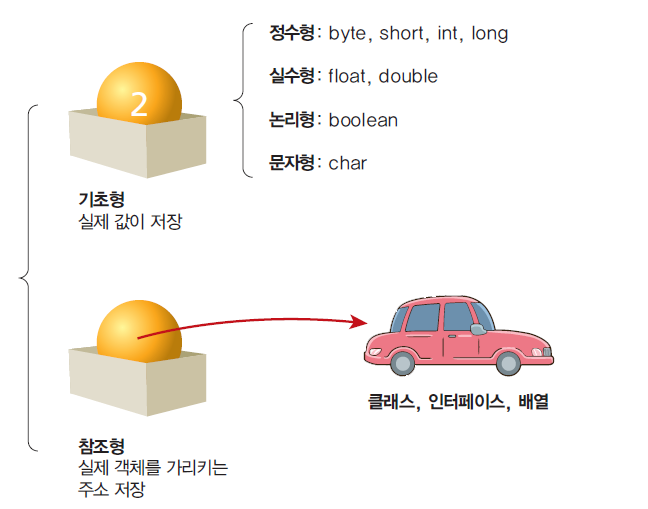 정수형: byte, short, int, long
실수형: float, double
논리형: boolean
문자형: char
2
기초형
실제 값이 저장
참조형
실제 객체를 가리키는
주소 저장
클래스, 인터페이스, 배열